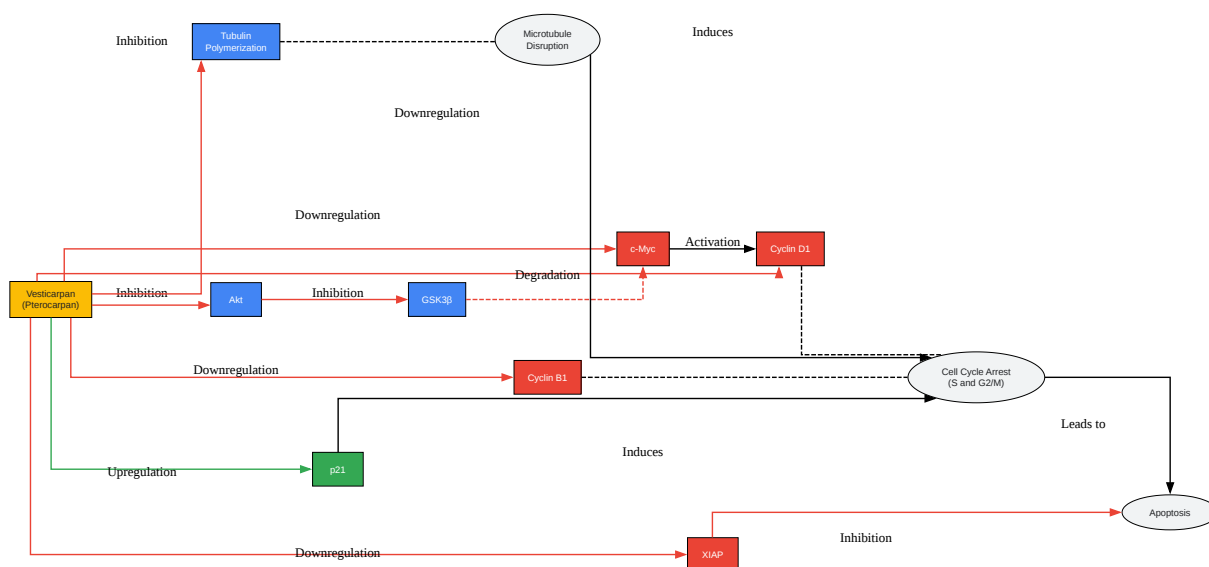 Inhibition
Tubulin
Polymerization
Microtubule
Disruption
Induces
Downregulation
Downregulation
c-Myc
Activation
Cyclin D1
Degradation
Vesticarpan
(Pterocarpan)
Inhibition
Akt
Inhibition
GSK3β
Downregulation
Cyclin B1
Cell Cycle Arrest
(S and G2/M)
Leads to
Induces
Upregulation
p21
Apoptosis
Inhibition
Downregulation
XIAP